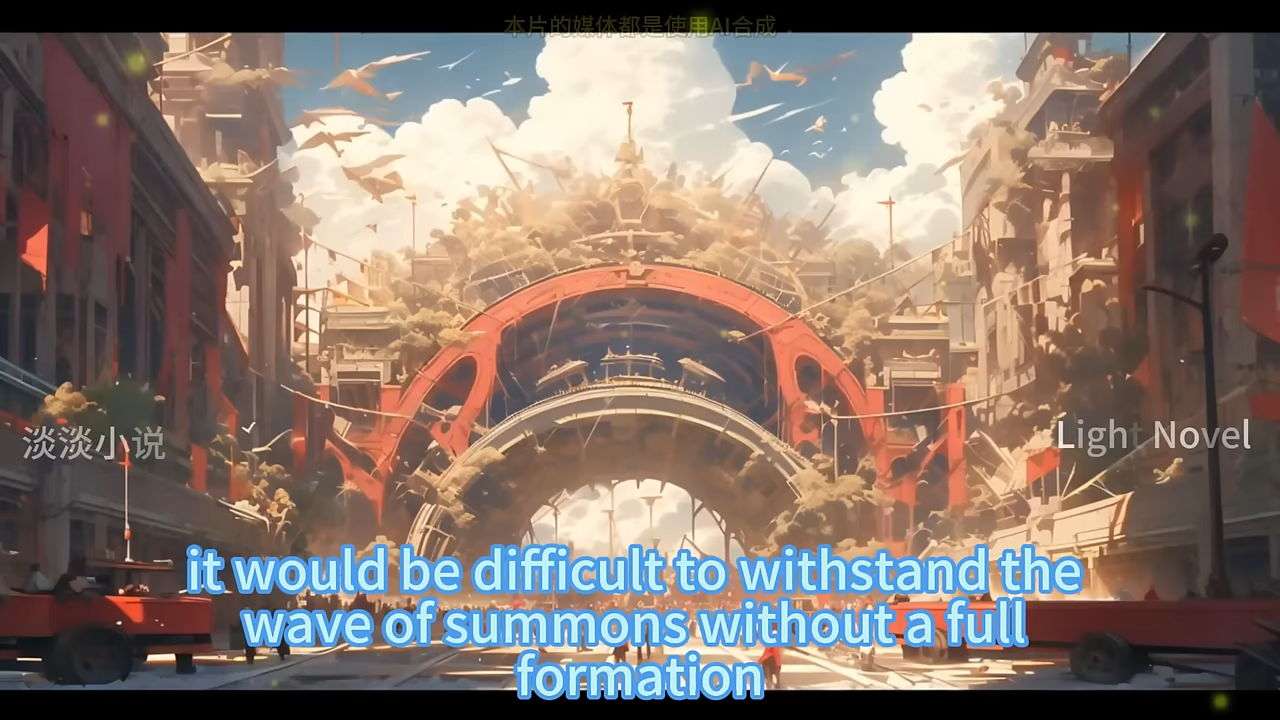 本片的媒体都是使用AI合成
淡淡小说
Light Novel
it would be difficult to withstand the
wave of summons without a full
formation